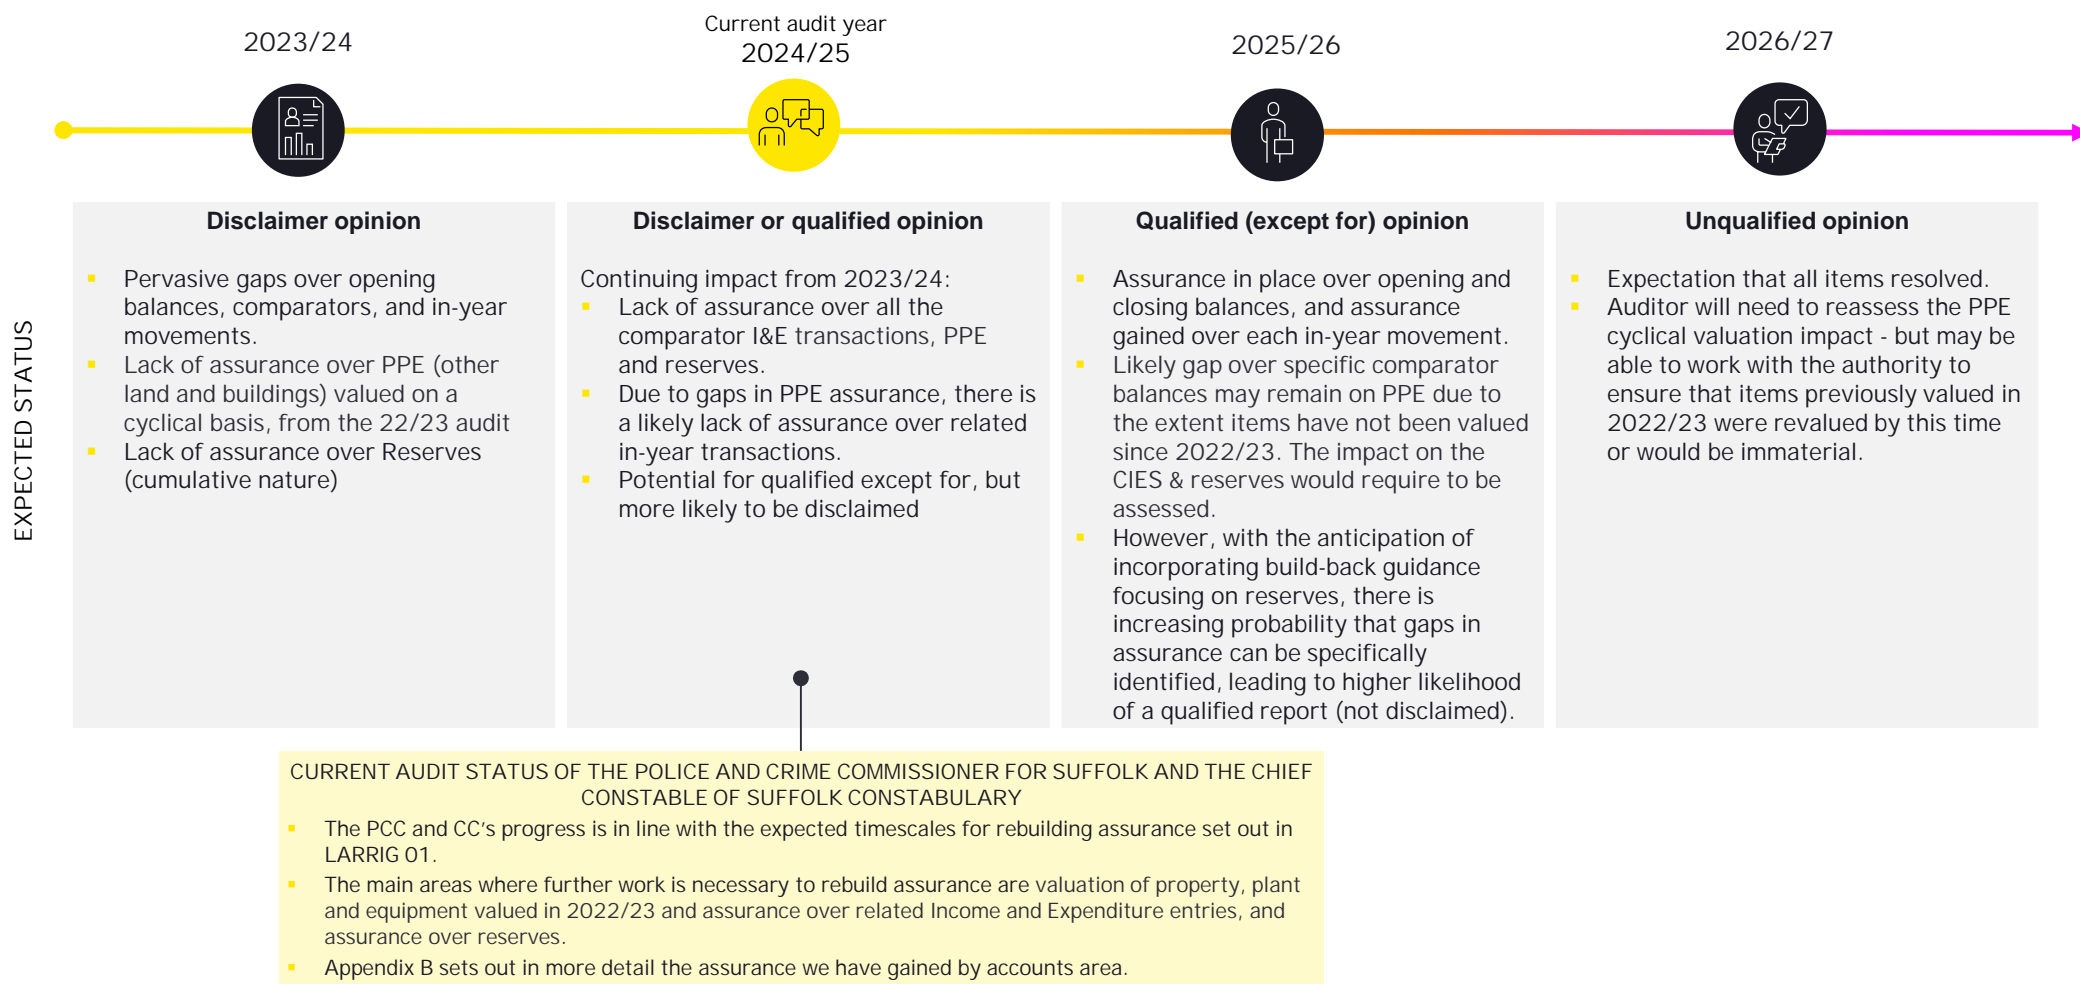 2023/24
Current audit year
2024/25
2025/26
2026/27
EXPECTED STATUS
Disclaimer opinion
▪ Pervasive gaps over opening
balances, comparators, and in-year
movements.
▪ Lack of assurance over PPE (other
land and buildings) valued on a
cyclical basis, from the 22/23 audit
▪ Lack of assurance over Reserves
(cumulative nature)
Disclaimer or qualified opinion
Continuing impact from 2023/24:
▪ Lack of assurance over all the
comparator I&E transactions, PPE
and reserves.
▪ Due to gaps in PPE assurance, there is
a likely lack of assurance over related
in-year transactions.
▪ Potential for qualified except for, but
more likely to be disclaimed
Qualified (except for) opinion
▪ Assurance in place over opening and
closing balances, and assurance
gained over each in-year movement.
▪ Likely gap over specific comparator
balances may remain on PPE due to
the extent items have not been valued
since 2022/23. The impact on the
CIES & reserves would require to be
assessed.
▪ However, with the anticipation of
incorporating build-back guidance
focusing on reserves, there is
increasing probability that gaps in
assurance can be specifically
identified, leading to higher likelihood
of a qualified report (not disclaimed).
Unqualified opinion
▪ Expectation that all items resolved.
▪ Auditor will need to reassess the PPE
cyclical valuation impact - but may be
able to work with the authority to
ensure that items previously valued in
2022/23 were revalued by this time
or would be immaterial.
CURRENT AUDIT STATUS OF THE POLICE AND CRIME COMMISSIONER FOR SUFFOLK AND THE CHIEF
CONSTABLE OF SUFFOLK CONSTABULARY
▪ The PCC and CC’s progress is in line with the expected timescales for rebuilding assurance set out in
LARRIG 01.
▪ The main areas where further work is necessary to rebuild assurance are valuation of property, plant
and equipment valued in 2022/23 and assurance over related Income and Expenditure entries, and
assurance over reserves.
▪ Appendix B sets out in more detail the assurance we have gained by accounts area.